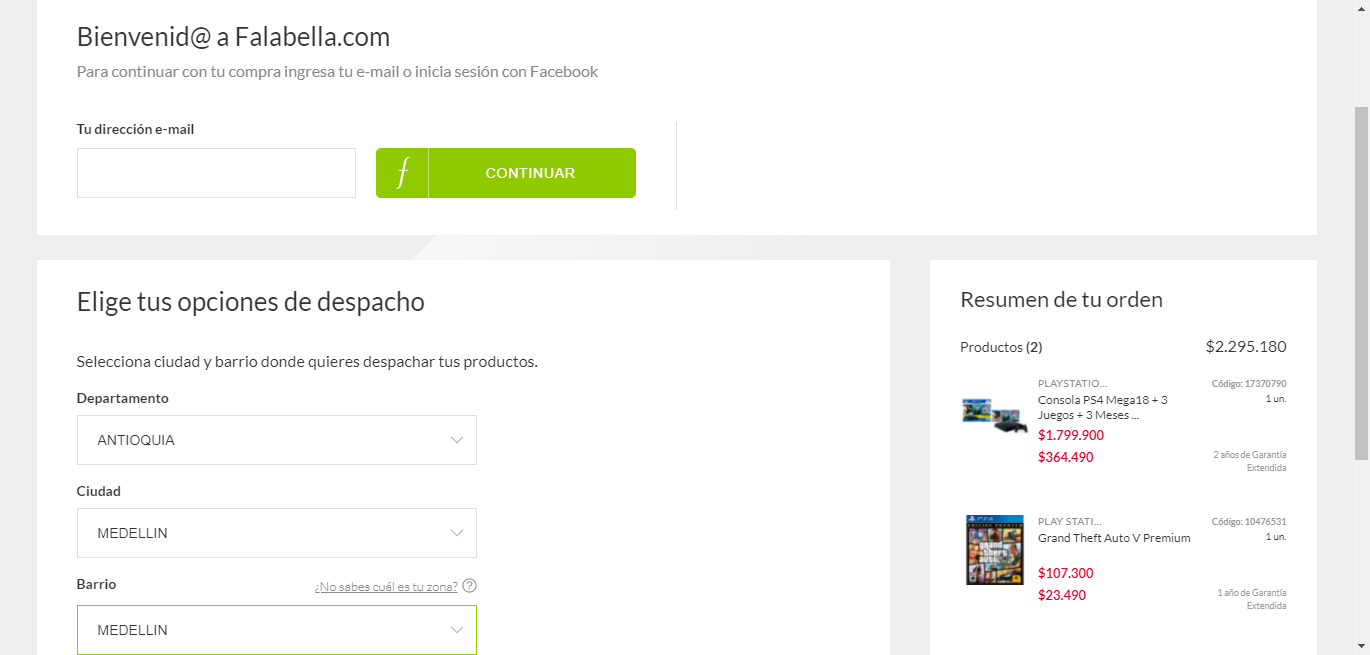 Bienvenid@ a Falabella.com
Para continuar con tu compra ingresa tu e-mail o inicia sesión con Facebook
Tu dirección e-mail
f CONTINUAR
Elige tus opciones de despacho
Selecciona ciudad y barrio donde quieres despachar tus productos.
Departamento
ANTIOQUIA
Ciudad
MEDELLIN
Barrio ¿No sabes cuál es tu zona? ?
MEDELLIN
Resumen de tu orden
Productos (2) $2.295.180
PLAYSTATIO... Código: 17370790
Consola PS4 Mega18 + 3 1 un.
Juegos + 3 Meses ...
$1.799.900
$364.490 2 años de Garantía
Extendida
PLAY STATI... Código: 10476531
Grand Theft Auto V Premium 1 un.
$107.300
$23.490 1 año de Garantía
Extendida